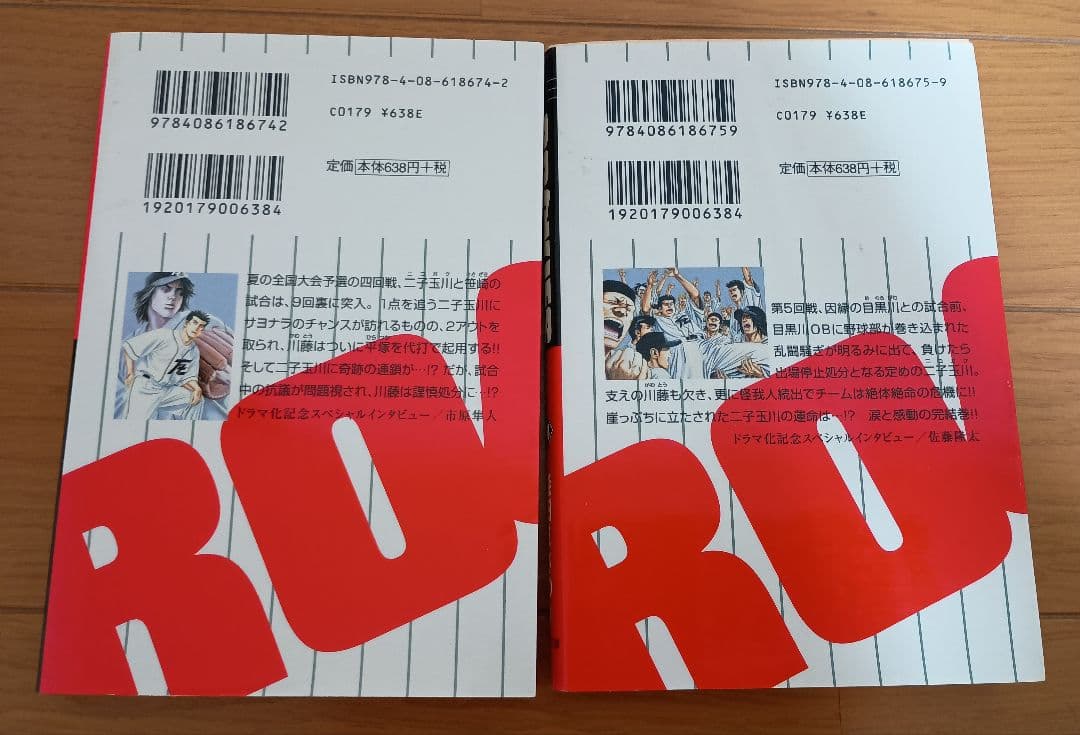 ISBN978-4-08-618674-2
9784086186742
C0179 ¥638E
定価 本体638円+税
1920179006384
夏の全国大会予選の四回戦、二子玉川と笹崎の
試合は、9回裏に突入。1点を追う二子玉川に
サヨナラのチャンスが訪れるものの、2アウトを
取られ、川藤はついに平塚を代打で起用する!!
そして二子玉川に奇跡の連鎖が…!? だが、試合
中の抗議が問題視され、川藤は謹慎処分に…!?
ドラマ化記念スペシャルインタビュー/市原隼人
RO
ISBN978-4-08-618675-9
9784086186759
C0179 ¥638E
定価 本体638円+税
1920179006384
第5回戦、因縁の目黒川との試合前、
目黒川OBに野球部が巻き込まれた
乱闘騒ぎが明るみに出て、負けたら
出場停止処分となる定めの二子玉川。
支えの川藤も欠き、更に怪我人続出でチームは絶体絶命の危機に!!
崖っぷちに立たされた二子玉川の運命は…!? 涙と感動の完結巻!!
ドラマ化記念スペシャルインタビュー/佐藤隆太
RO